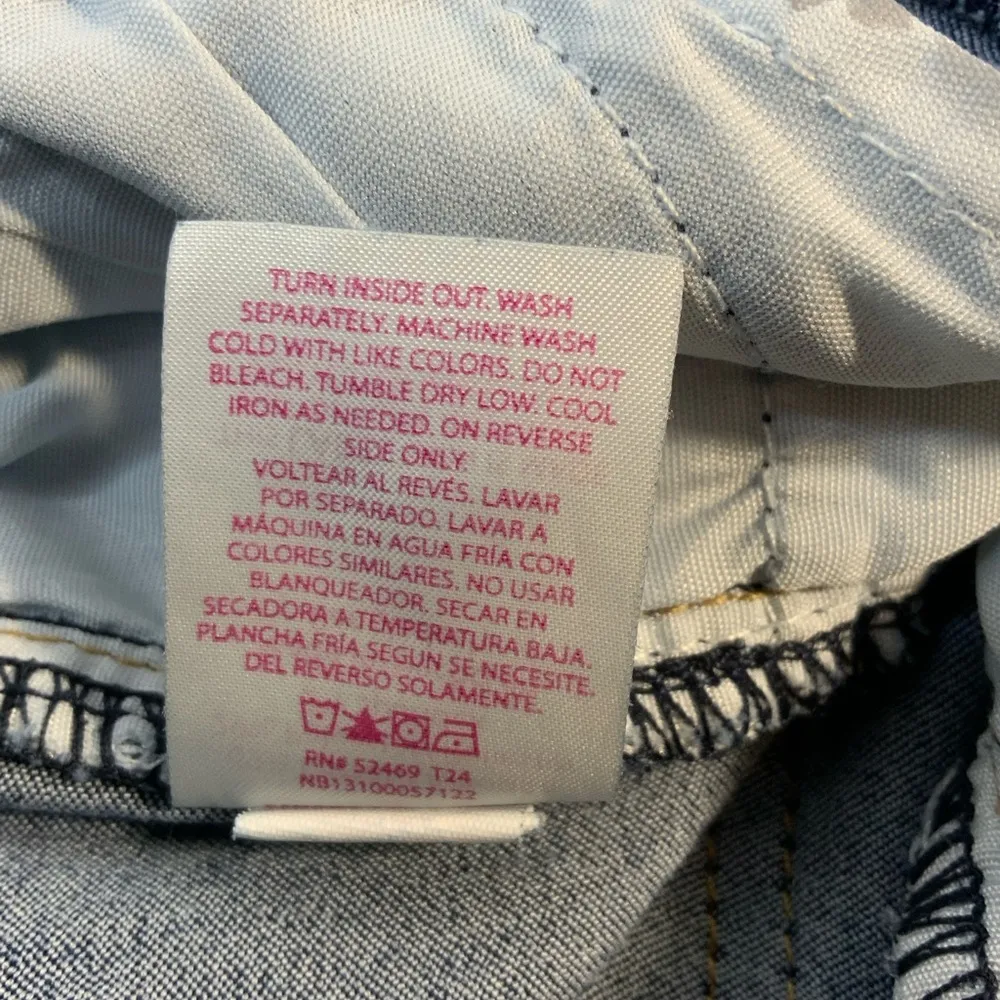 TURN INSIDE OUT. WASH
SEPARATELY. MACHINE WASH
COLD WITH LIKE COLORS. DO NOT
BLEACH. TUMBLE DRY LOW. COOL
IRON AS NEEDED. ON REVERSE
SIDE ONLY.
VOLTEAR AL REVÉS. LAVAR
POR SEPARADO. LAVAR A
MÁQUINA EN AGUA FRÍA CON
COLORES SIMILARES. NO USAR
BLANQUEADOR. SECAR EN
SECADORA A TEMPERATURA BAJA.
PLANCHA FRÍA SEGUN SE NECESITE.
DEL REVERSO SOLAMENTE.
RN# 52469 T24
NB13100057122